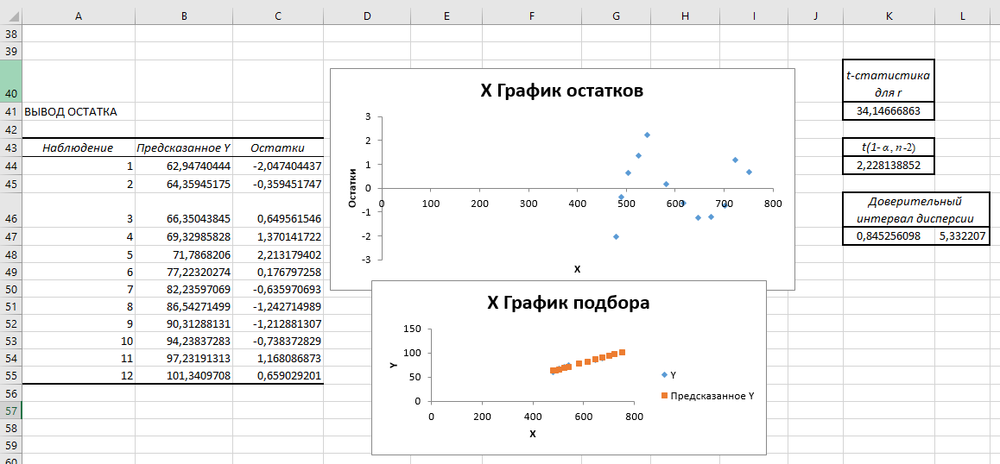 A B C D E F G H I J K L
38
39
40
t-статистика
для r
41 ВЫВОД ОСТАТКА 34,14666863
42
43 Наблюдение Предсказанное Y Остатки t(1- α, n-2)
44 1 62,94740444 -2,047404437 2,228138852
45 2 64,35945175 -0,359451747
Доверительный
интервал дисперсии
46 3 66,35043845 0,649561546
47 4 69,32985828 1,370141722 0,845256098 5,332207
48 5 71,7868206 2,213179402
49 6 77,22320274 0,176797258
50 7 82,23597069 -0,635970693
51 8 86,54271499 -1,242714989
52 9 90,31288131 -1,212881307
53 10 94,23837283 -0,738372829
54 11 97,23191313 1,168086873
55 12 101,3409708 0,659029201
56
57
58
59
60
X График остатков
Остатки
3
2
1
0
-1
-2
-3
0 100 200 300 400 500 600 700 800
X
X График подбора
Y
150
100
50
0
0 200 400 600 800
X
Y
Предсказанное Y